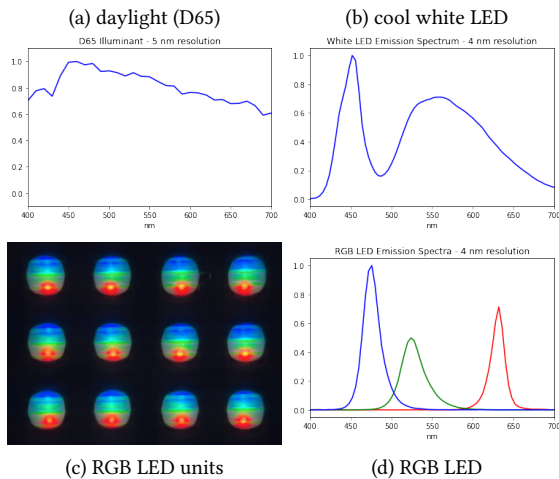 (a) daylight (D65)
(b) cool white LED
D65 Illuminant - 5 nm resolution
1.0
0.8
0.6
0.4
0.2
0.0
400 450 500 550 600 650 700
nm
White LED Emission Spectrum - 4 nm resolution
1.0
0.8
0.6
0.4
0.2
0.0
400 450 500 550 600 650 700
nm
RGB LED Emission Spectra - 4 nm resolution
1.0
0.8
0.6
0.4
0.2
0.0
400 450 500 550 600 650 700
nm
(c) RGB LED units
(d) RGB LED